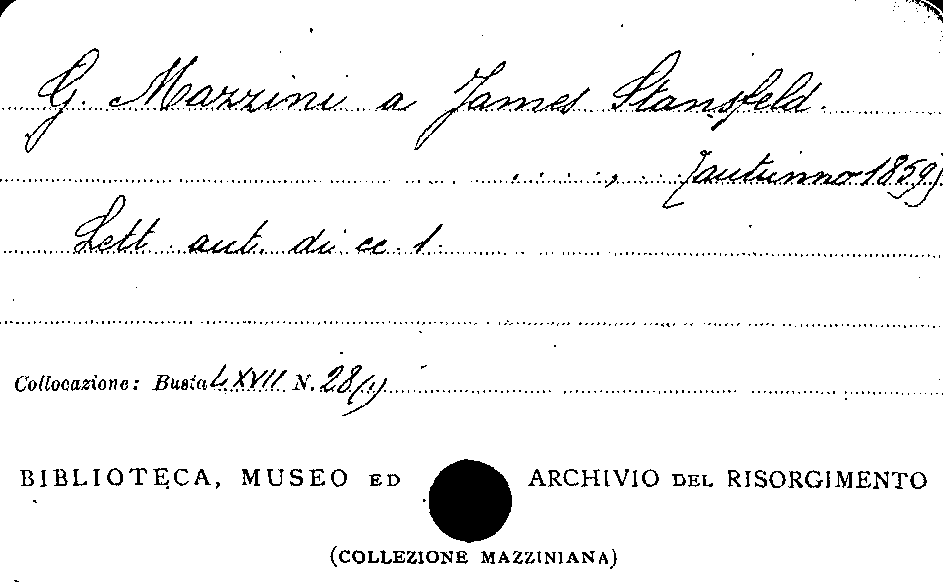 G. Mazzini a James Stansfeld.
. . . . , . . . [autunno 1859]
Lett. aut. di cc. 1.
Collocazione: Busta LXVII N. 28(1)
BIBLIOTECA, MUSEO ED ARCHIVIO DEL RISORGIMENTO
(COLLEZIONE MAZZINIANA)